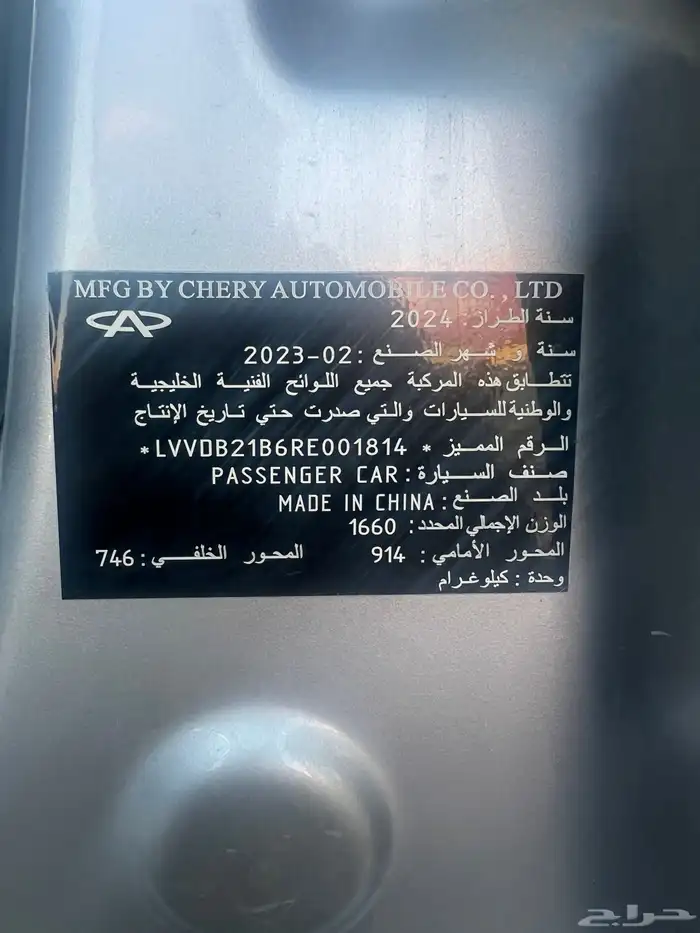 MFG BY CHERY AUTOMOBILE CO., LTD
سنة الطراز: 2024
سنة و شهر الصنع: 2023-02
تتطابق هذه المركبة جميع اللوائح الفنية الخليجية
والوطنية للسيارات والتي صدرت حتي تاريخ الإنتاج
الرقم المميز *LVVDB21B6RE001814*
صنف السيارة: PASSENGER CAR
بلد الصنع: MADE IN CHINA
الوزن الإجمالي المحدد: 1660
المحور الأمامي: 914 المحور الخلفي: 746
وحدة: كيلوغرام
حراج